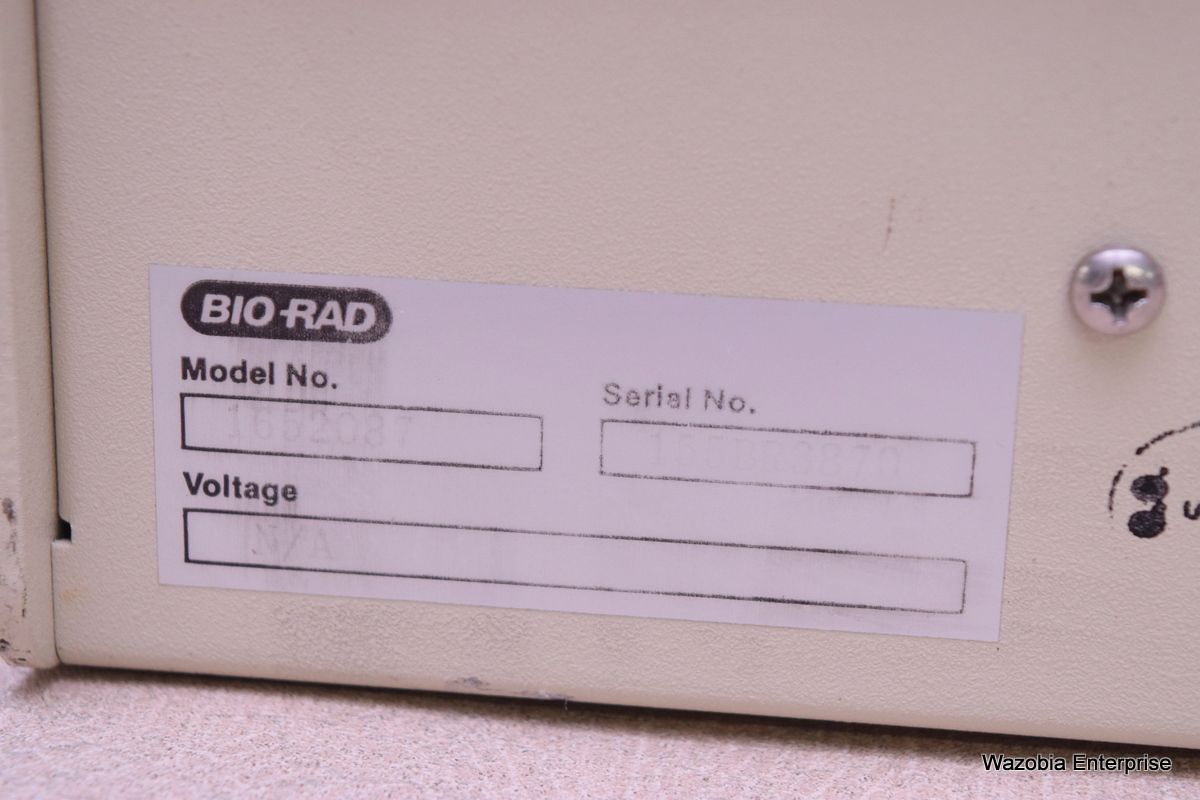 BIO-RAD
Model No.
1652087
Serial No.
Voltage
N/A
Wazobia Enterprise